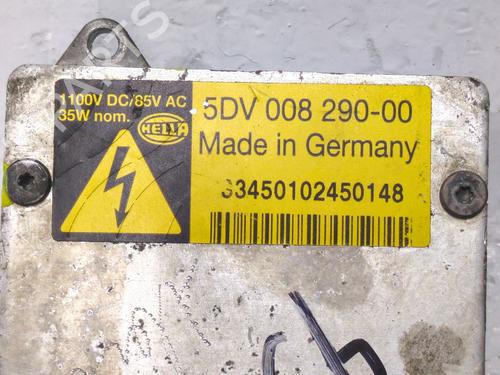 1100V DC/85V AC
35W nom.
HELLA
5DV 008 290-00
Made in Germany
33450102450148